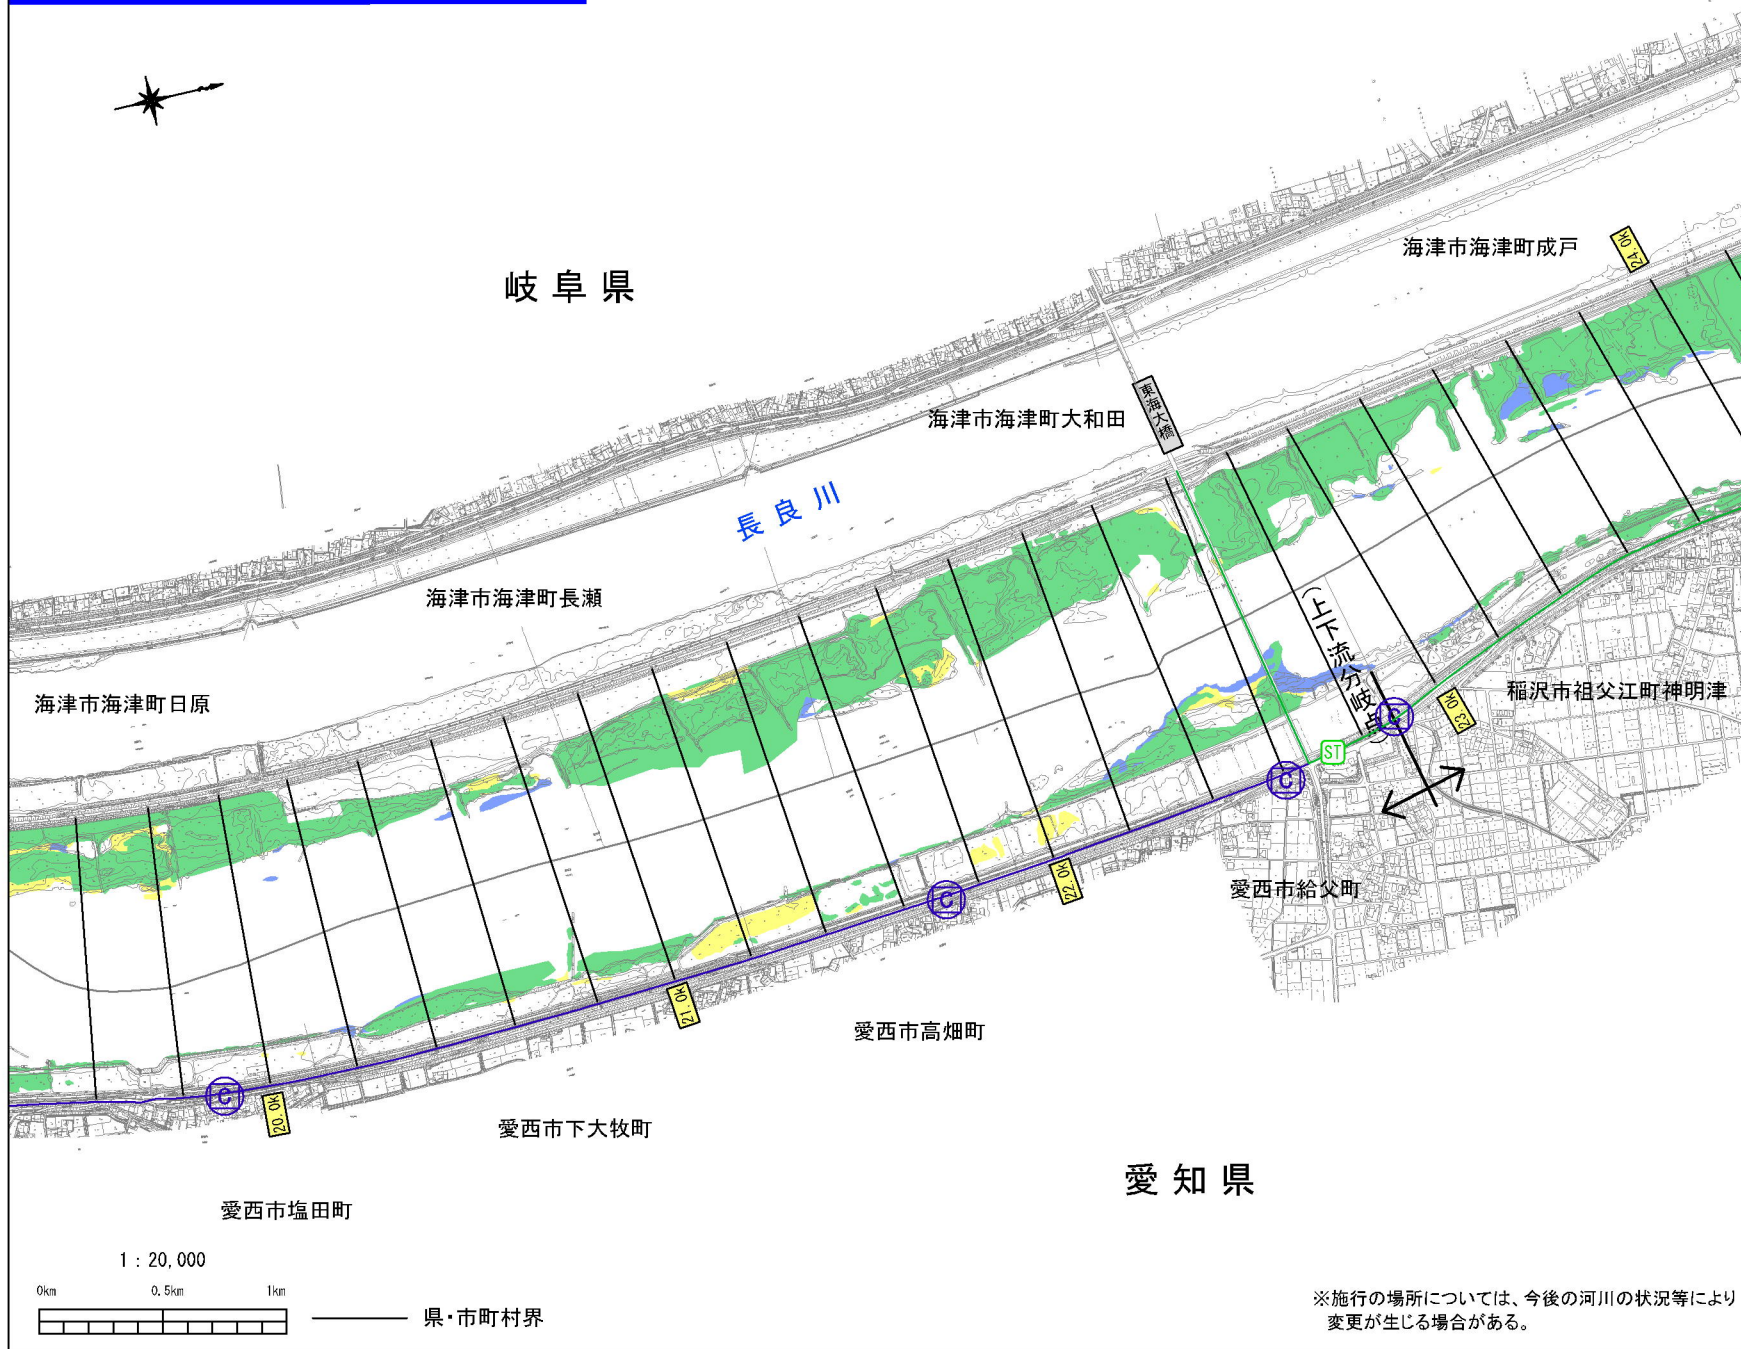 岐阜県
海津市海津町成戸
24.0k
東海大橋
海津市海津町大和田
長良川
海津市海津町長瀬
(上下流分岐点)
海津市海津町日原
稲沢市祖父江町神明津
23.0k
C
ST
C
愛西市給父町
22.0k
C
21.0k
愛西市高畑町
C
20.0k
愛西市下大牧町
愛知県
愛西市塩田町
1:20,000
0km 0.5km 1km
県・市町村界
※施行の場所については、今後の河川の状況等により
変更が生じる場合がある。